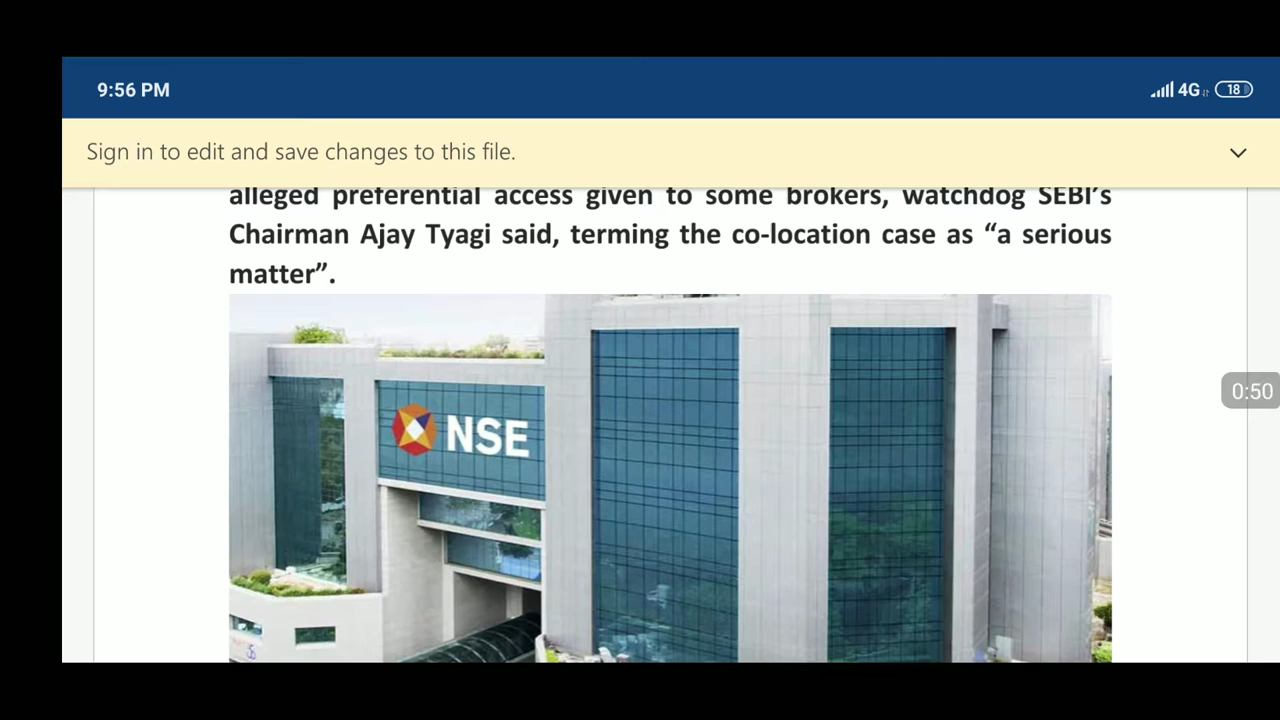 9:56 PM
4G
18
Sign in to edit and save changes to this file.
alleged preferential access given to some brokers, watchdog SEBI’s
Chairman Ajay Tyagi said, terming the co-location case as “a serious
matter”.
0:50
NSE